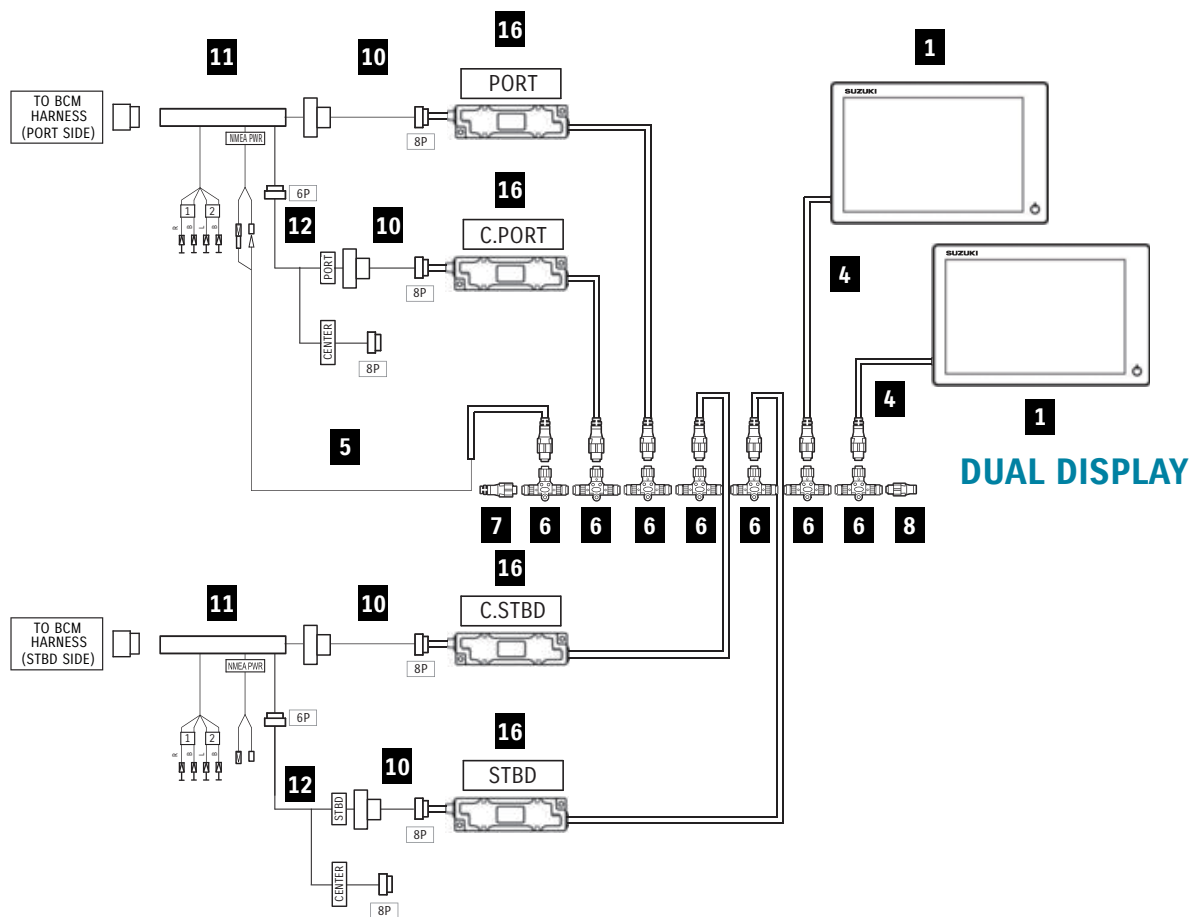 16
11
10
1
PORT
SUZUKI
TO BCM
HARNESS
(PORT SIDE)
NMEA PWR
8P
16
6P
1
2
12
10
C.PORT
R
B
L
B
PORT
SUZUKI
4
8P
CENTER
8P
4
1
5
DUAL DISPLAY
7
6
6
6
6
6
6
6
8
16
11
10
C.STBD
TO BCM
HARNESS
(STBD SIDE)
NMEA PWR
8P
6P
16
1
2
10
STBD
R
B
L
B
12
STBD
8P
CENTER
8P